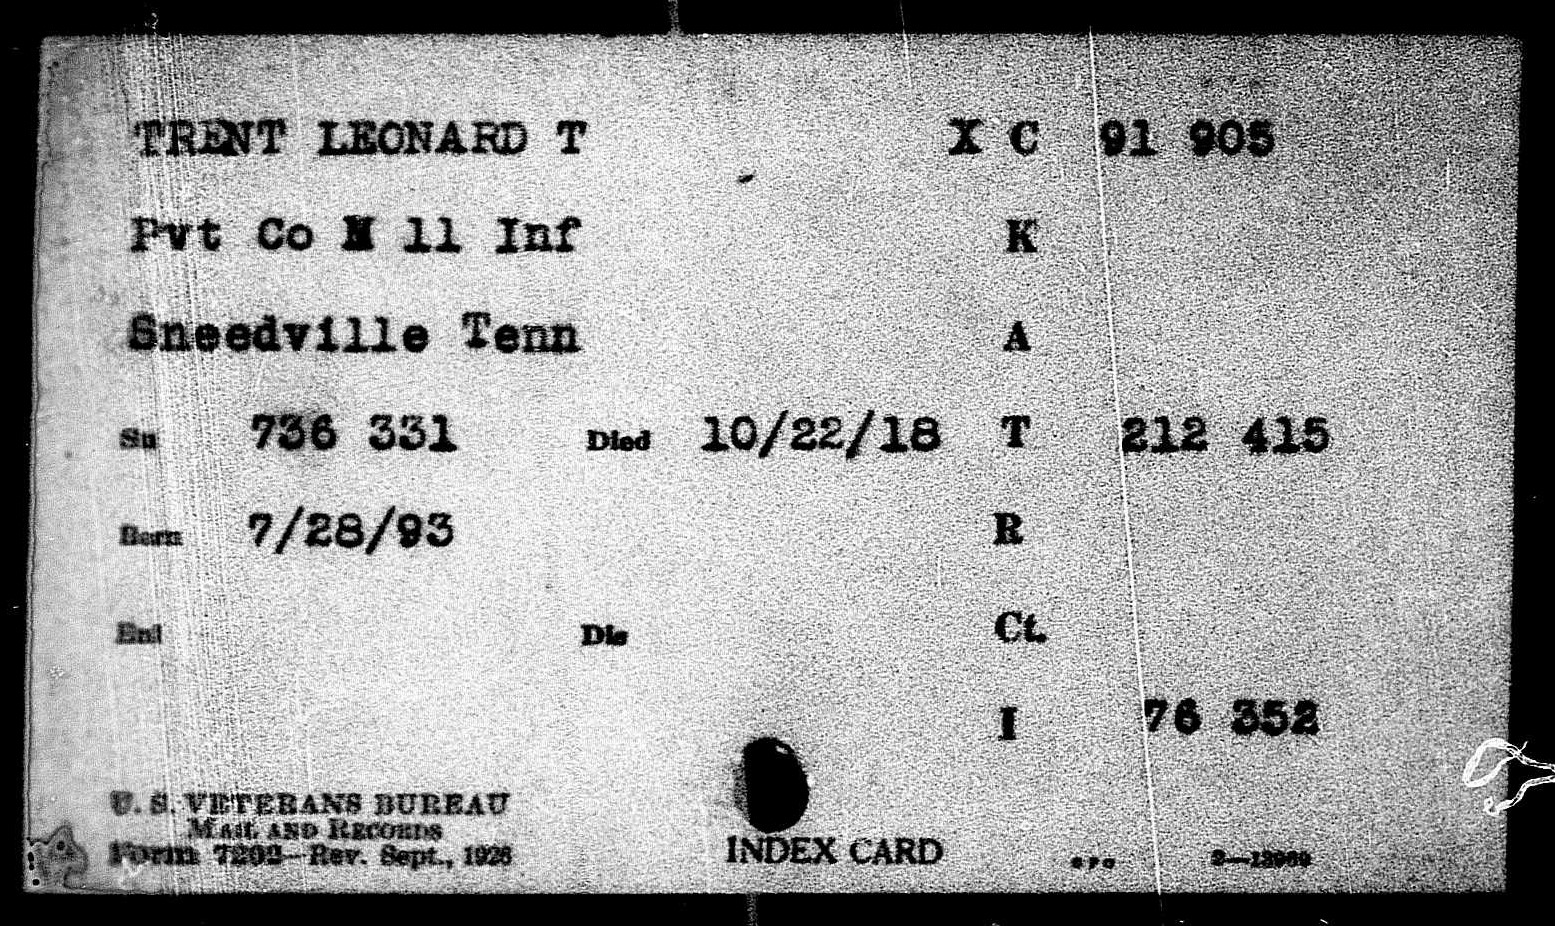 TRENT LEONARD T X C 91 905
Pvt Co M 11 Inf K
Sneedville Tenn A
Su 736 331 Died 10/22/18 T 212 415
Born 7/28/93 R
Enl Dis Ct.
I 76 352
U. S. VETERANS BUREAU
MAIL AND RECORDS
Form 7202—Rev. Sept., 1926
INDEX CARD
GPO